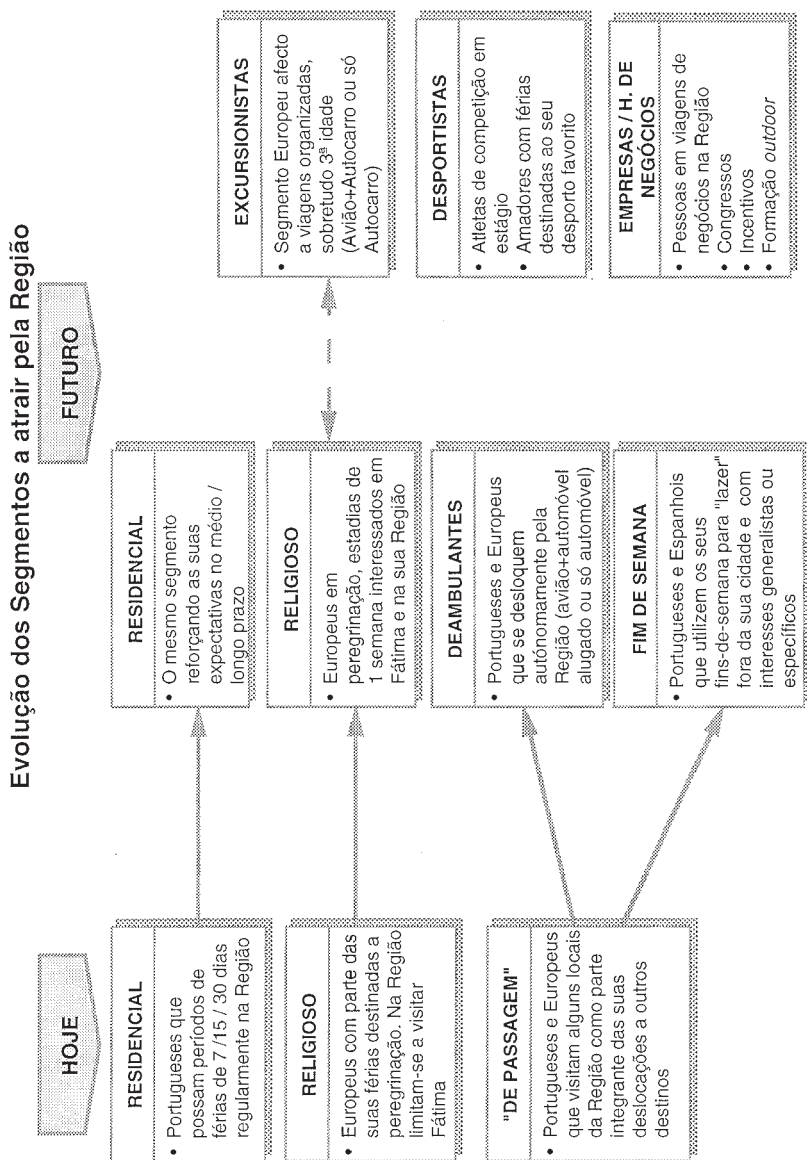 Evolução dos Segmentos a atrair pela Região
HOJE
FUTURO
RESIDENCIAL
• Portugueses que
possam períodos de
férias de 7 /15 / 30 dias
regularmente na Região
RELIGIOSO
• Europeus com parte das
suas férias destinadas a
peregrinação. Na Região
limitam-se a visitar
Fátima
"DE PASSAGEM"
• Portugueses e Europeus
que visitam alguns locais
da Região como parte
integrante das suas
deslocações a outros
destinos
RESIDENCIAL
• O mesmo segmento
reforçando as suas
expectativas no médio /
longo prazo
RELIGIOSO
• Europeus em
peregrinação, estadias de
1 semana interessados em
Fátima e na sua Região
DEAMBULANTES
• Portugueses e Europeus
que se desloquem
autónomamente pela
Região (avião+automóvel
alugado ou só automóvel)
FIM DE SEMANA
• Portugueses e Espanhois
que utilizem os seus
fins-de-semana para "lazer"
fora da sua cidade e com
interesses generalistas ou
específicos
EXCURSIONISTAS
• Segmento Europeu afecto
a viagens organizadas,
sobretudo 3ª idade
(Avião+Autocarro ou só
Autocarro)
DESPORTISTAS
• Atletas de competição em
estágio
• Amadores com férias
destinadas ao seu
desporto favorito
EMPRESAS / H. DE
NEGÓCIOS
• Pessoas em viagens de
negócios na Região
• Congressos
• Incentivos
• Formação outdoor